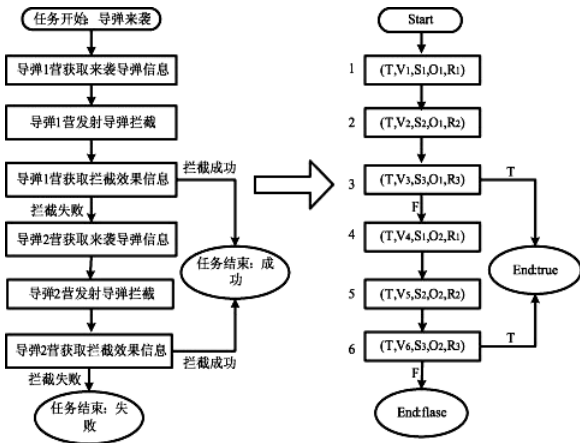 任务开始：导弹来袭
导弹1营获取来袭导弹信息
导弹1营发射导弹拦截
导弹1营获取拦截效果信息
拦截成功
拦截失败
导弹2营获取来袭导弹信息
任务结束：成
功
导弹2营发射导弹拦截
导弹2营获取拦截效果信息
拦截成功
拦截失败
任务结束：失
败
Start
1 (T,V1,S1,O1,R1)
2 (T,V2,S2,O1,R2)
3 (T,V3,S3,O1,R3)
T
F
4 (T,V4,S1,O2,R1)
End:true
5 (T,V5,S2,O2,R2)
6 (T,V6,S3,O2,R3)
T
F
End:flase